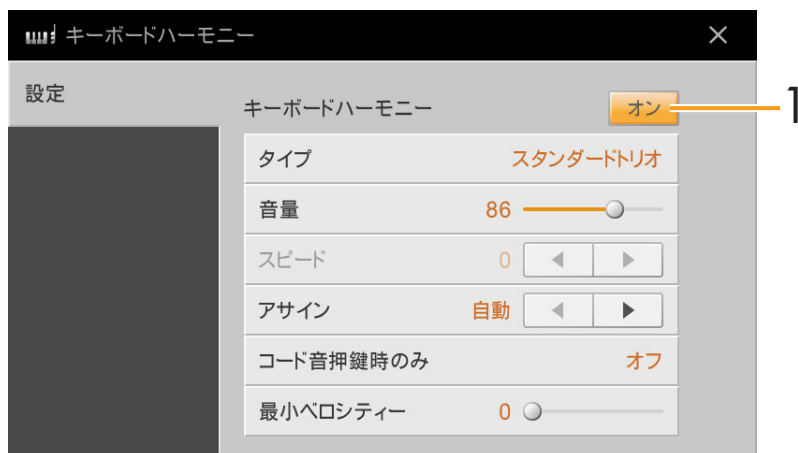 キーボードハーモニー
設定
キーボードハーモニー オン 1
タイプ スタンダードトリオ
音量 86
スピード 0
アサイン 自動
コード音押鍵時のみ オフ
最小ベロシティー 0